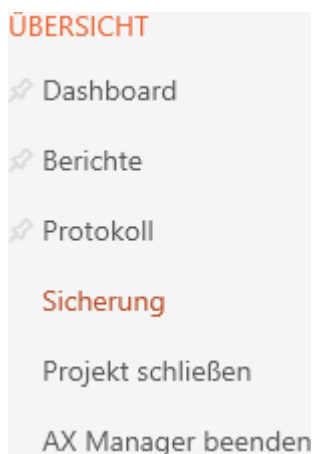 ÜBERSICHT
Dashboard
Berichte
Protokoll
Sicherung
Projekt schließen
AX Manager beenden